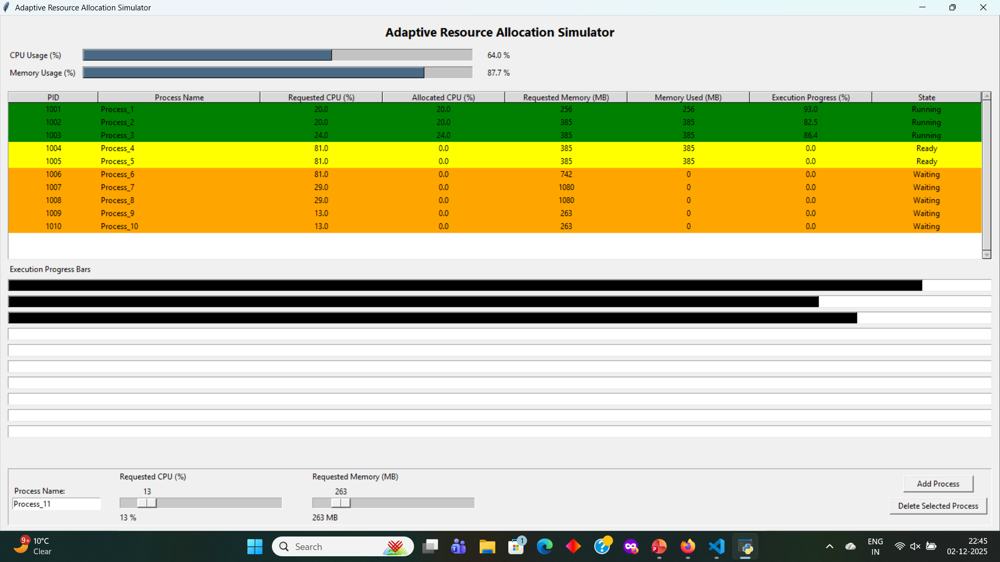 Adaptive Resource Allocation Simulator
Adaptive Resource Allocation Simulator
CPU Usage (%) 64.0 %
Memory Usage (%) 87.7 %
PID Process Name Requested CPU (%) Allocated CPU (%) Requested Memory (MB) Memory Used (MB) Execution Progress (%) State
1001 Process_1 20.0 20.0 256 256 93.0 Running
1002 Process_2 20.0 20.0 385 385 82.5 Running
1003 Process_3 24.0 24.0 385 385 86.4 Running
1004 Process_4 81.0 0.0 385 385 0.0 Ready
1005 Process_5 81.0 0.0 385 385 0.0 Ready
1006 Process_6 81.0 0.0 742 0 0.0 Waiting
1007 Process_7 29.0 0.0 1080 0 0.0 Waiting
1008 Process_8 29.0 0.0 1080 0 0.0 Waiting
1009 Process_9 13.0 0.0 263 0 0.0 Waiting
1010 Process_10 13.0 0.0 263 0 0.0 Waiting
Execution Progress Bars
Requested CPU (%) Requested Memory (MB)
Add Process
Process Name: 13 263
Process_11
Delete Selected Process
13 % 263 MB
9+ 10°C
Clear
Search
1
ENG
IN
22:45
02-12-2025